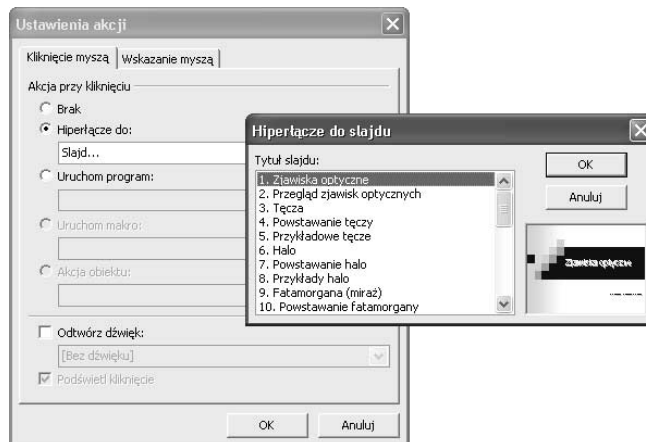 Ustawienia akcji
Kliknięcie myszą
Wskazanie myszą
Akcja przy kliknięciu
Brak
Hiperłącze do:
Slajd...
Uruchom program:
Uruchom makro:
Akcja obiektu:
Odtwórz dźwięk:
[Bez dźwięku]
Podświetl kliknięcie
OK
Anuluj
Hiperłącze do slajdu
Tytuł slajdu:
1. Zjawiska optyczne
2. Przegląd zjawisk optycznych
3. Tęcza
4. Powstawanie tęczy
5. Przykładowe tęcze
6. Halo
7. Powstawanie halo
8. Przykłady halo
9. Fatamorgana (miraż)
10. Powstawanie fatamorgany
OK
Anuluj
Zjawiska optyczne